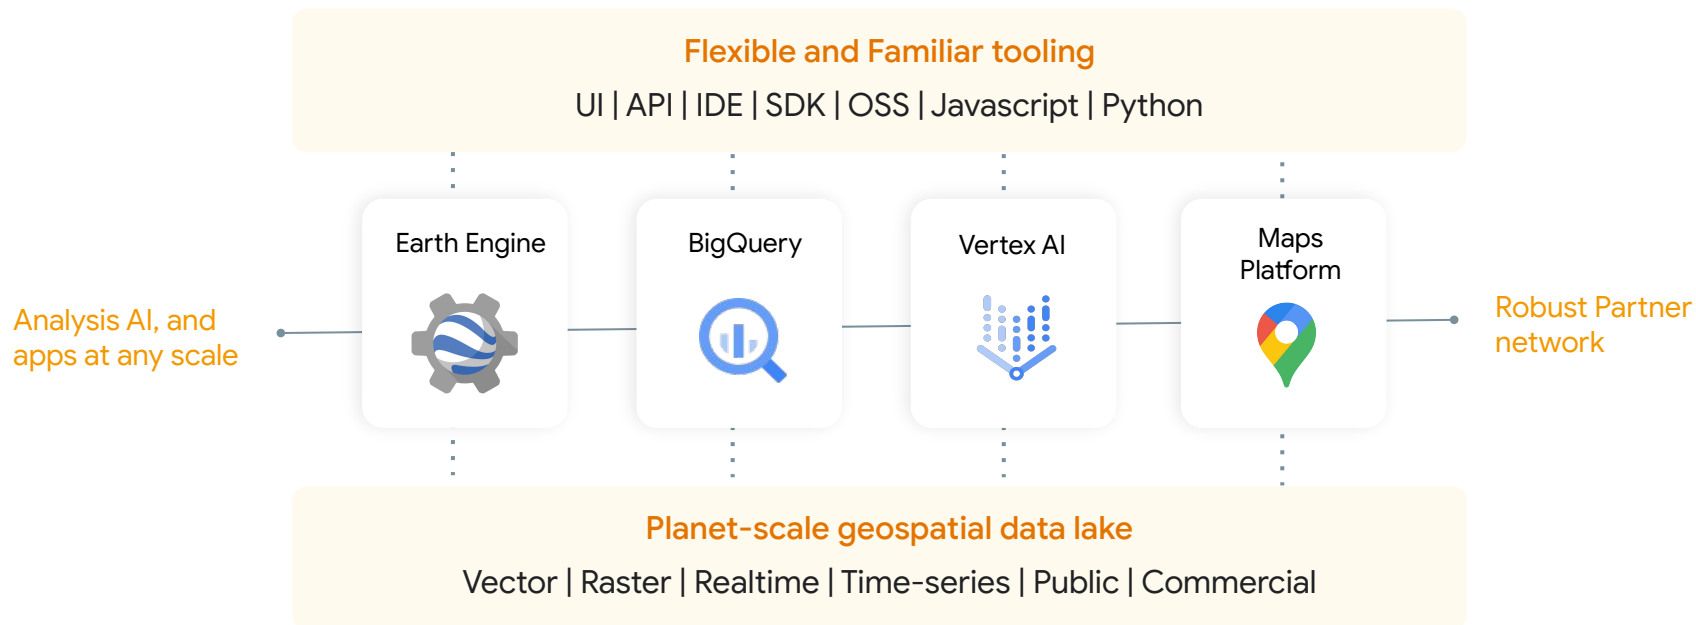 Flexible and Familiar tooling
UI | API | IDE | SDK | OSS | Javascript | Python
Earth Engine
BigQuery
Vertex AI
Maps
Platform
Analysis AI, and
apps at any scale
Robust Partner
network
Planet-scale geospatial data lake
Vector | Raster | Realtime | Time-series | Public | Commercial